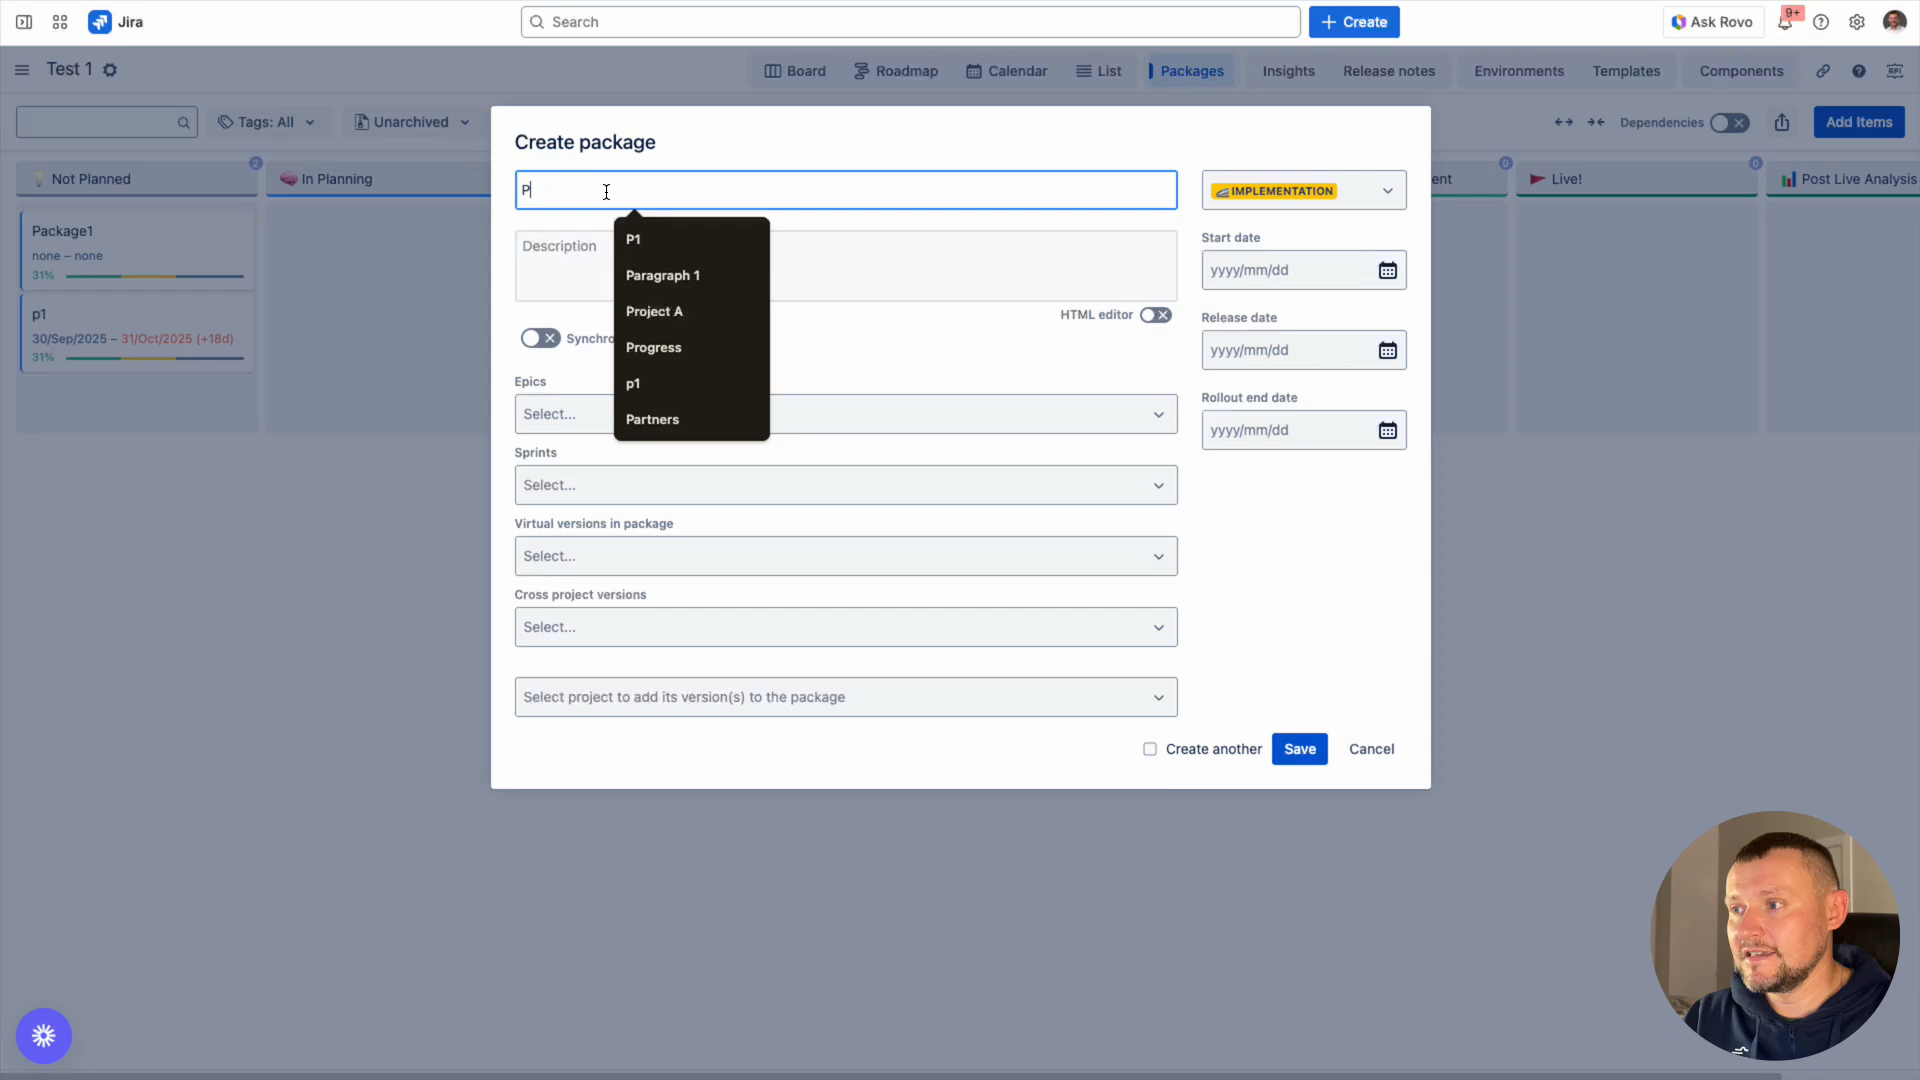 Jira
Search
Create
Ask Rovo
9+
Test 1
Board
Roadmap
Calendar
List
Packages
Insights
Release notes
Environments
Templates
Components
Tags: All
Unarchived
Dependencies
Add Items
Not Planned
2
In Planning
ent
0
Live!
0
Post Live Analysis
Package1
none – none
31%
p1
30/Sep/2025 – 31/Oct/2025 (+18d)
31%
Create package
P
IMPLEMENTATION
Description
P1
Paragraph 1
Project A
Progress
p1
Partners
HTML editor
Synchro
Start date
yyyy/mm/dd
Release date
yyyy/mm/dd
Rollout end date
yyyy/mm/dd
Epics
Select...
Sprints
Select...
Virtual versions in package
Select...
Cross project versions
Select...
Select project to add its version(s) to the package
Create another
Save
Cancel